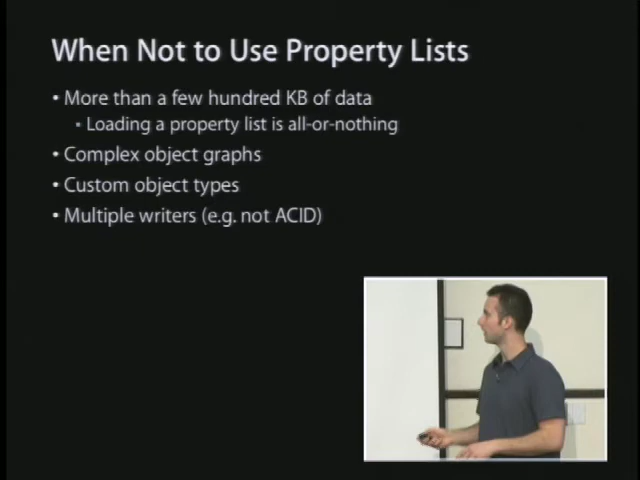 When Not to Use Property Lists
• More than a few hundred KB of data
▪ Loading a property list is all-or-nothing
• Complex object graphs
• Custom object types
• Multiple writers (e.g. not ACID)